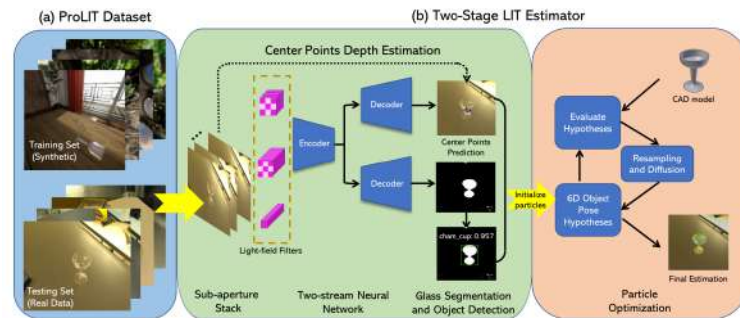 (a) ProLIT Dataset
(b) Two-Stage LIT Estimator
Training Set
(Synthetic)
Testing Set
(Real Data)
Center Points Depth Estimation
Light-field Filters
Encoder
Decoder
Decoder
Center Points
Prediction
cham_cup: 0.957
Sub-aperture
Stack
Two-stream Neural
Network
Glass Segmentation
and Object Detection
Initialize
particles
CAD model
Evaluate
Hypotheses
Resampling
and Diffusion
6D Object
Pose
Hypotheses
Final Estimation
Particle
Optimization